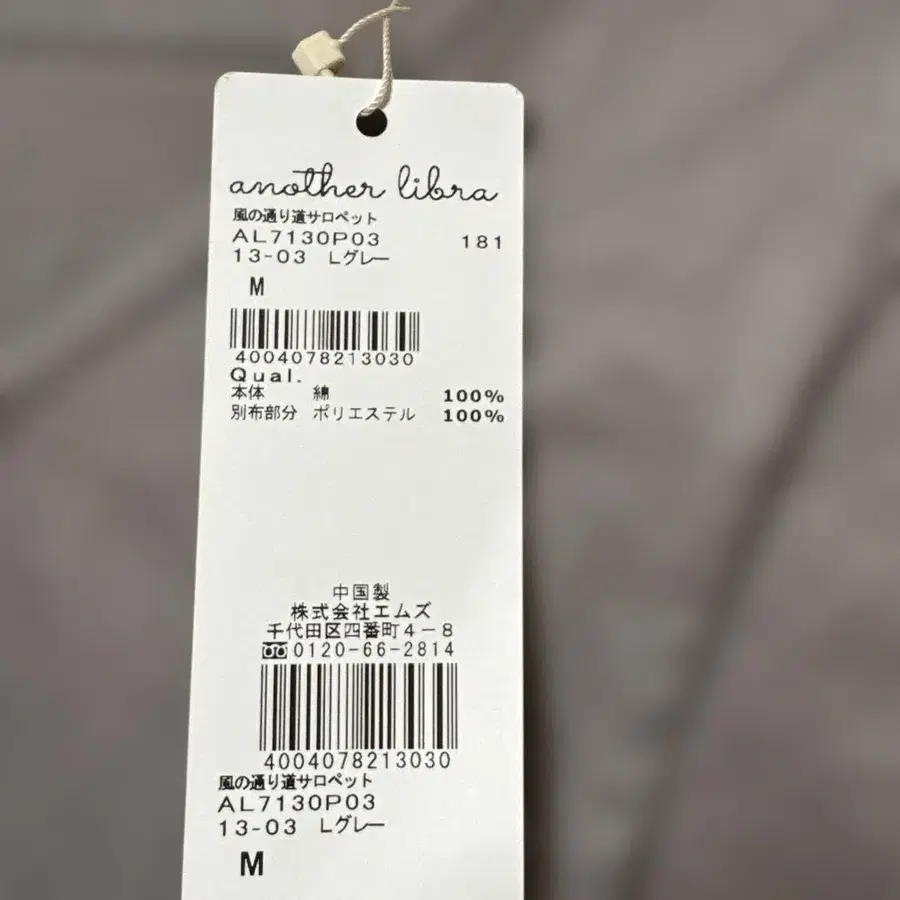 another libra
風の通り道サロペット
AL7130P03 181
13-03 Lグレー
M
4004078213030
Qual.
本体 綿 100%
別布部分 ポリエステル 100%
中国製
株式会社エムズ
千代田区四番町4-8
0120-66-2814
4004078213030
風の通り道サロペット
AL7130P03
13-03 Lグレー
M